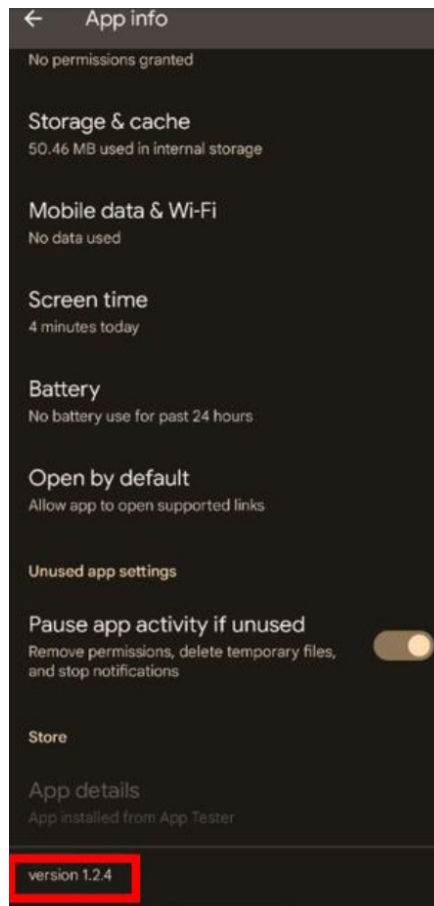 App info
No permissions granted
Storage & cache
50.46 MB used in internal storage
Mobile data & Wi-Fi
No data used
Screen time
4 minutes today
Battery
No battery use for past 24 hours
Open by default
Allow app to open supported links
Unused app settings
Pause app activity if unused
Remove permissions, delete temporary files,
and stop notifications
Store
App details
App installed from App Tester
version 1.2.4